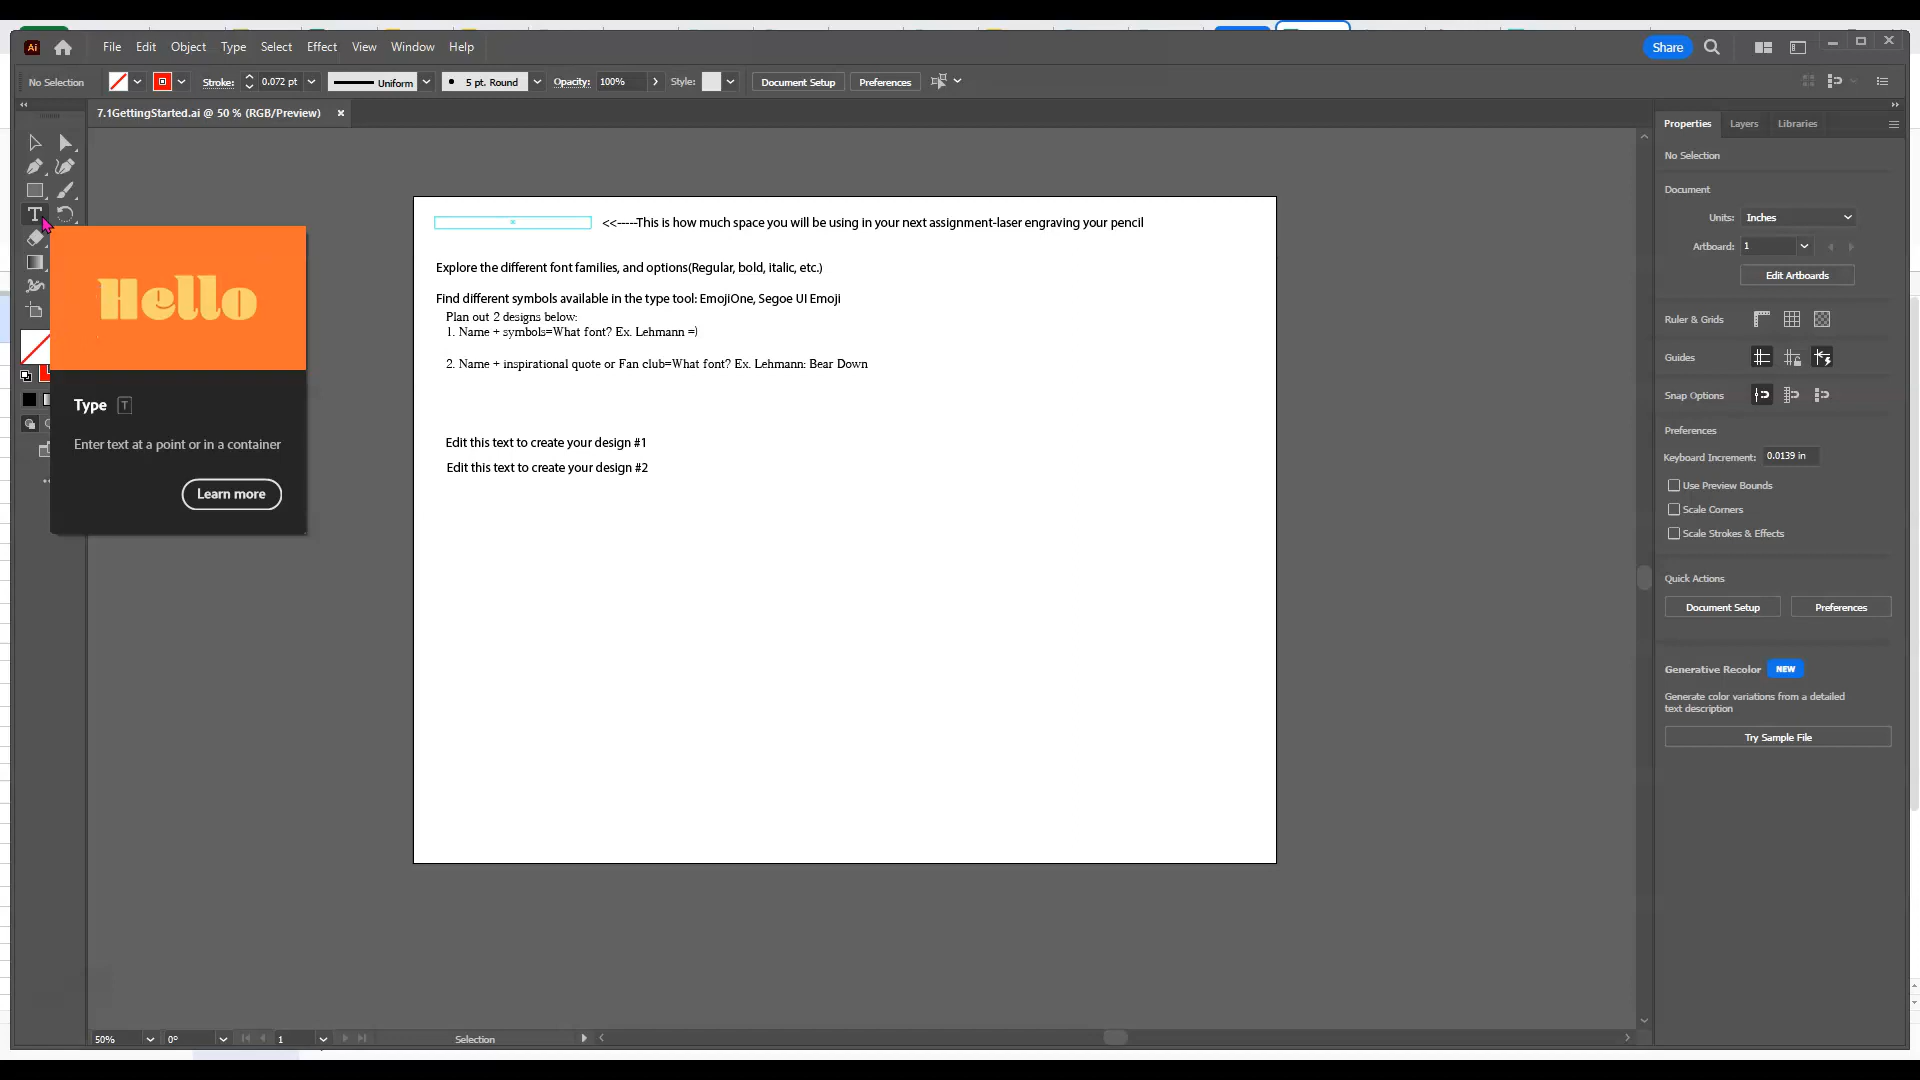 Ai File Edit Object Type Select Effect View Window Help Share
No Selection Stroke: 0.072 pt Uniform 5 pt. Round Opacity: 100% Style: Document Setup Preferences
7.1GettingStarted.ai @ 50 % (RGB/Preview) ×
Properties Layers Libraries
No Selection
Document
Units: Inches
Artboard: 1
Edit Artboards
Ruler & Grids
Guides
Snap Options
Preferences
Keyboard Increment: 0.0139 in
Use Preview Bounds
Scale Corners
Scale Strokes & Effects
Quick Actions
Document Setup Preferences
Generative Recolor NEW
Generate color variations from a detailed
text description
Try Sample File
T
Hello
Type T
Enter text at a point or in a container
Learn more
<<-----This is how much space you will be using in your next assignment-laser engraving your pencil
Explore the different font families, and options(Regular, bold, italic, etc.)
Find different symbols available in the type tool: EmojiOne, Segoe UI Emoji
Plan out 2 designs below:
1. Name + symbols=What font? Ex. Lehmann =)
2. Name + inspirational quote or Fan club=What font? Ex. Lehmann: Bear Down
Edit this text to create your design #1
Edit this text to create your design #2
50% 0° 1 Selection